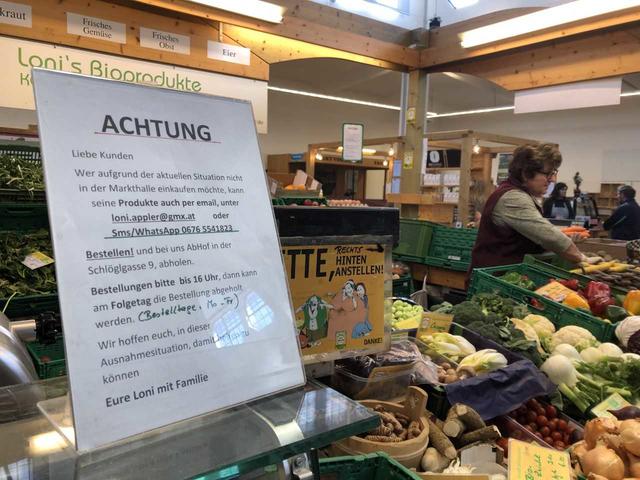 kraut
Frisches
Gemüse
Frisches
Obst
Eier
Loni's Bioprodukte
ACHTUNG
Liebe Kunden
Wer aufgrund der aktuellen Situation nicht
in der Markthalle einkaufen möchte, kann
seine Produkte auch per email, unter
loni.appler@gmx.at oder
Sms/WhatsApp 0676 5541823
Bestellen! und bei uns AbHof in der
Schlöglgasse 9, abholen.
Bestellungen bitte bis 16 Uhr, dann kann
am Folgetag die Bestellung abgeholt
werden. (Bestelltage, Mo-Fr)
Wir hoffen euch, in dieser
Ausnahmesituation, damit
können
Eure Loni mit Familie
TTE, RECHTS
HINTEN
ANSTELLEN!
DANKE!